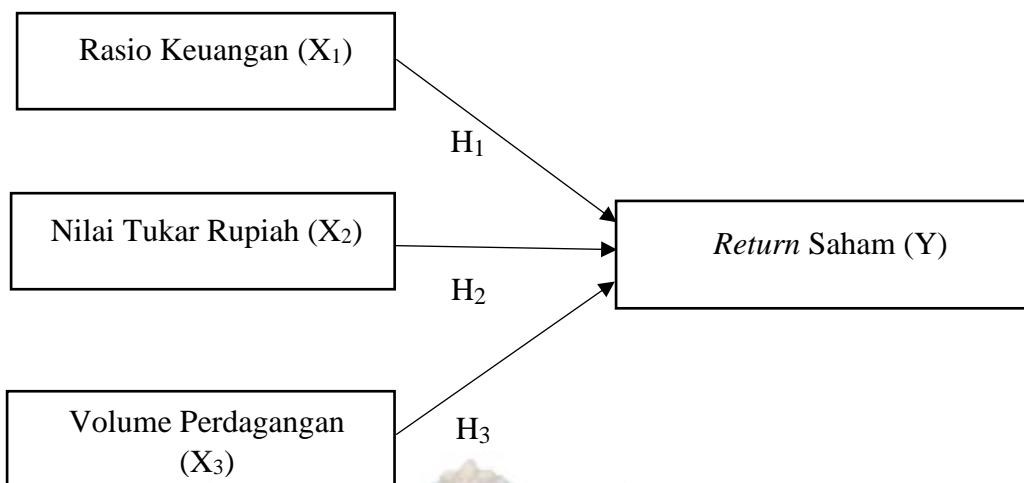 Rasio Keuangan (X₁)
H₁
Nilai Tukar Rupiah (X₂)
Return Saham (Y)
H₂
Volume Perdagangan
(X₃)
H₃